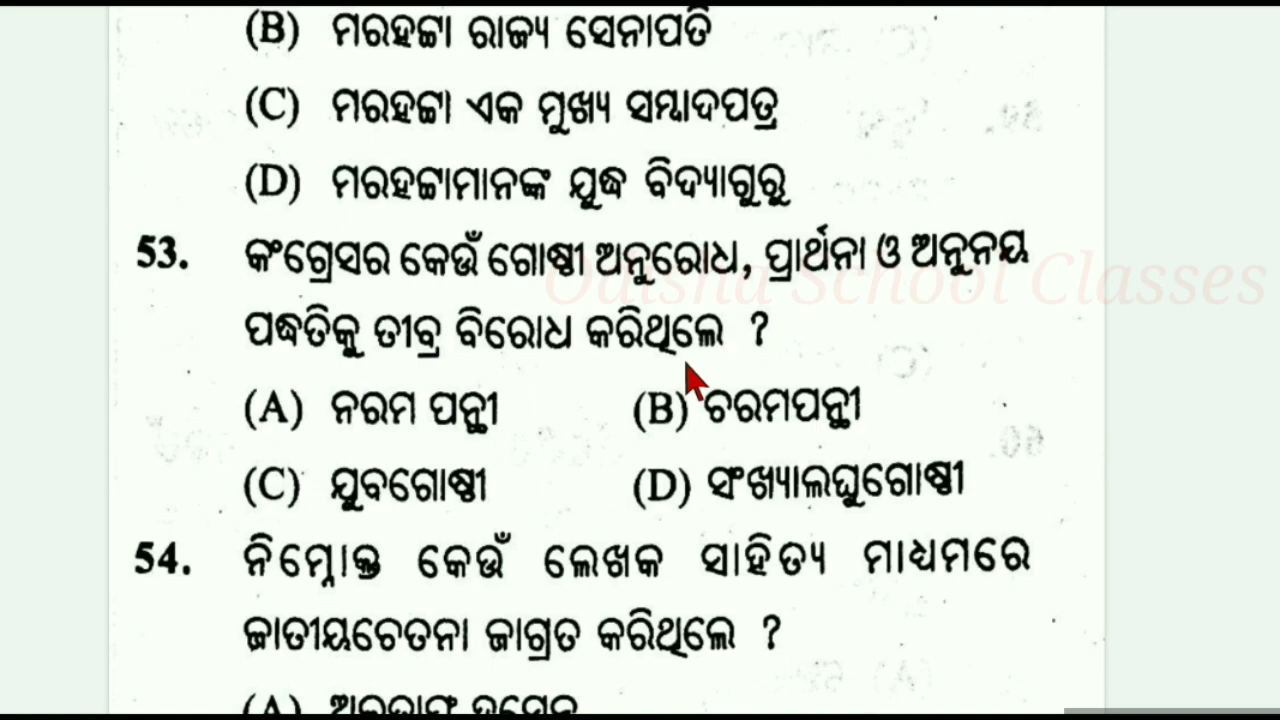 (B) ମରହଟ୍ଟା ରାଜ୍ୟ ସେନାପତି
(C) ମରହଟ୍ଟା ଏକ ମୁଖ୍ୟ ସମ୍ବାଦପତ୍ର
(D) ମରହଟ୍ଟାମାନଙ୍କ ଯୁଦ୍ଧ ବିଦ୍ୟାଗୁରୁ
53. କଂଗ୍ରେସର କେଉଁ ଗୋଷ୍ଠୀ ଅନୁରୋଧ, ପ୍ରାର୍ଥନା ଓ ଅନୁନୟ
Odisha School Classes
ପଦ୍ଧତିକୁ ତୀବ୍ର ବିରୋଧ କରିଥିଲେ ?
(A) ନରମ ପନ୍ଥୀ (B) ଚରମପନ୍ଥୀ
(C) ଯୁବଗୋଷ୍ଠୀ (D) ସଂଖ୍ୟାଲଘୁଗୋଷ୍ଠୀ
54. ନିମ୍ନୋକ୍ତ କେଉଁ ଲେଖକ ସାହିତ୍ୟ ମାଧ୍ୟମରେ
ଜାତୀୟଚେତନା ଜାଗ୍ରତ କରିଥିଲେ ?
(A)